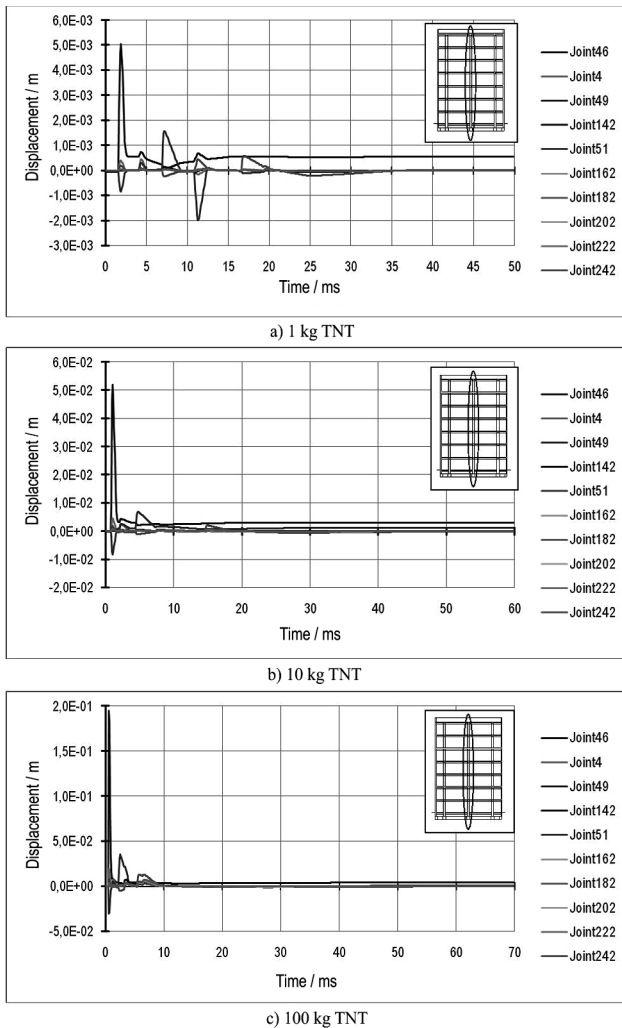 6,0E-03
5,0E-03
4,0E-03
3,0E-03
2,0E-03
1,0E-03
0,0E+00
-1,0E-03
-2,0E-03
-3,0E-03
Displacement / m
0 5 10 15 20 25 30 35 40 45 50
Time / ms
Joint46
Joint4
Joint49
Joint142
Joint51
Joint162
Joint182
Joint202
Joint222
Joint242
a) 1 kg TNT
6,0E-02
5,0E-02
4,0E-02
3,0E-02
2,0E-02
1,0E-02
0,0E+00
-1,0E-02
-2,0E-02
Displacement / m
0 10 20 30 40 50 60
Time / ms
Joint46
Joint4
Joint49
Joint142
Joint51
Joint162
Joint182
Joint202
Joint222
Joint242
b) 10 kg TNT
2,0E-01
1,5E-01
1,0E-01
5,0E-02
0,0E+00
-5,0E-02
Displacement / m
0 10 20 30 40 50 60 70
Time / ms
Joint46
Joint4
Joint49
Joint142
Joint51
Joint162
Joint182
Joint202
Joint222
Joint242
c) 100 kg TNT